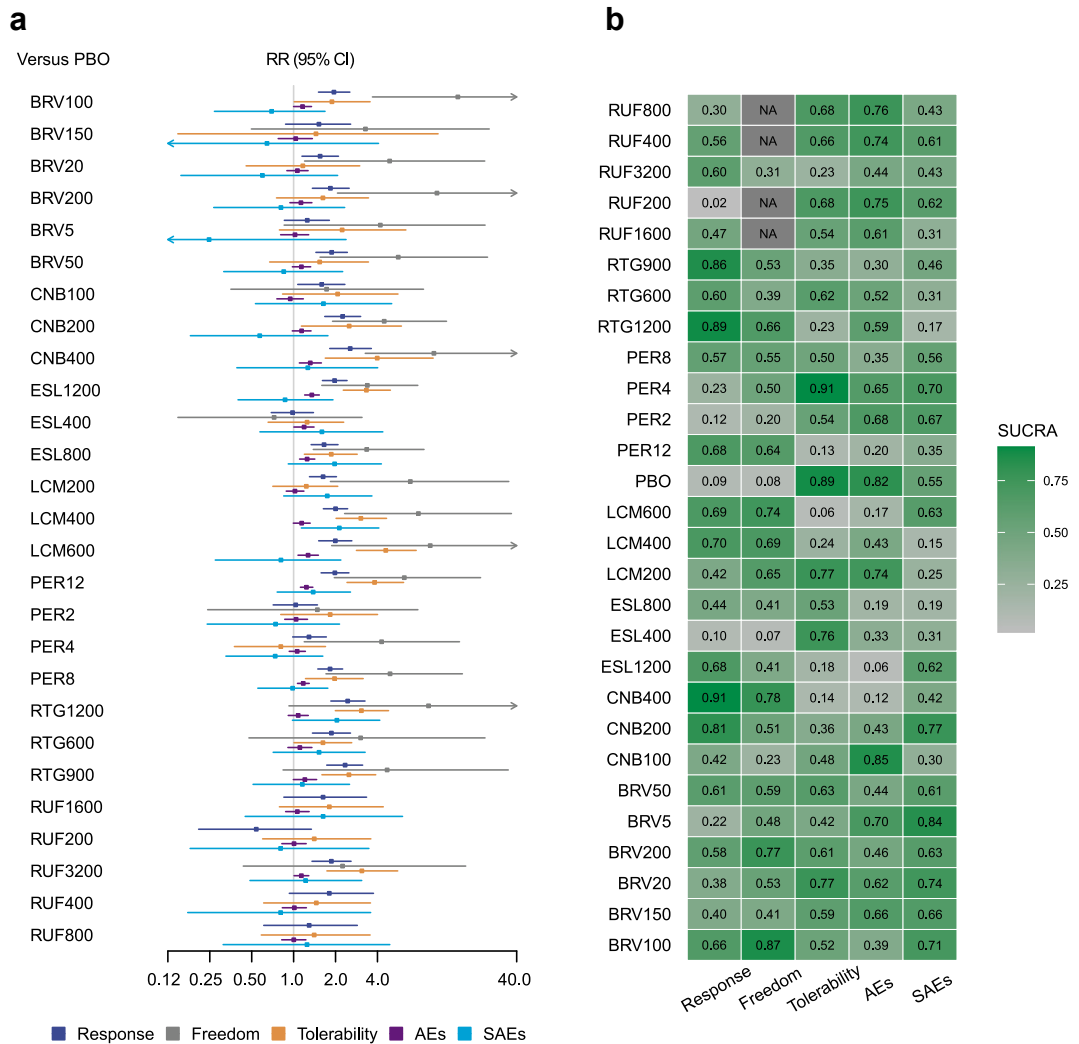 a
Versus PBO RR (95% CI)
BRV100
BRV150
BRV20
BRV200
BRV5
BRV50
CNB100
CNB200
CNB400
ESL1200
ESL400
ESL800
LCM200
LCM400
LCM600
PER12
PER2
PER4
PER8
RTG1200
RTG600
RTG900
RUF1600
RUF200
RUF3200
RUF400
RUF800
0.12 0.25 0.50 1.0 2.0 4.0 40.0
Response Freedom Tolerability AEs SAEs
b
RUF800 0.30 NA 0.68 0.76 0.43
RUF400 0.56 NA 0.66 0.74 0.61
RUF3200 0.60 0.31 0.23 0.44 0.43
RUF200 0.02 NA 0.68 0.75 0.62
RUF1600 0.47 NA 0.54 0.61 0.31
RTG900 0.86 0.53 0.35 0.30 0.46
RTG600 0.60 0.39 0.62 0.52 0.31
RTG1200 0.89 0.66 0.23 0.59 0.17
PER8 0.57 0.55 0.50 0.35 0.56
PER4 0.23 0.50 0.91 0.65 0.70
PER2 0.12 0.20 0.54 0.68 0.67
PER12 0.68 0.64 0.13 0.20 0.35
PBO 0.09 0.08 0.89 0.82 0.55
LCM600 0.69 0.74 0.06 0.17 0.63
LCM400 0.70 0.69 0.24 0.43 0.15
LCM200 0.42 0.65 0.77 0.74 0.25
ESL800 0.44 0.41 0.53 0.19 0.19
ESL400 0.10 0.07 0.76 0.33 0.31
ESL1200 0.68 0.41 0.18 0.06 0.62
CNB400 0.91 0.78 0.14 0.12 0.42
CNB200 0.81 0.51 0.36 0.43 0.77
CNB100 0.42 0.23 0.48 0.85 0.30
BRV50 0.61 0.59 0.63 0.44 0.61
BRV5 0.22 0.48 0.42 0.70 0.84
BRV200 0.58 0.77 0.61 0.46 0.63
BRV20 0.38 0.53 0.77 0.62 0.74
BRV150 0.40 0.41 0.59 0.66 0.66
BRV100 0.66 0.87 0.52 0.39 0.71
Response Freedom Tolerability AEs SAEs
SUCRA
0.75
0.50
0.25